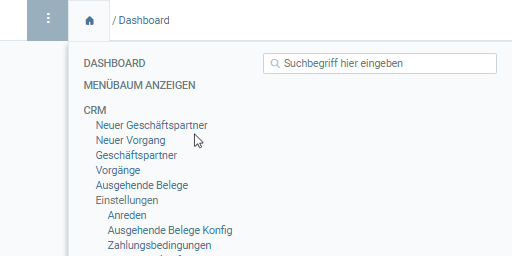 / Dashboard
DASHBOARD
Suchbegriff hier eingeben
MENÜBAUM ANZEIGEN
CRM
Neuer Geschäftspartner
Neuer Vorgang
Geschäftspartner
Vorgänge
Ausgehende Belege
Einstellungen
Anreden
Ausgehende Belege Konfig
Zahlungsbedingungen